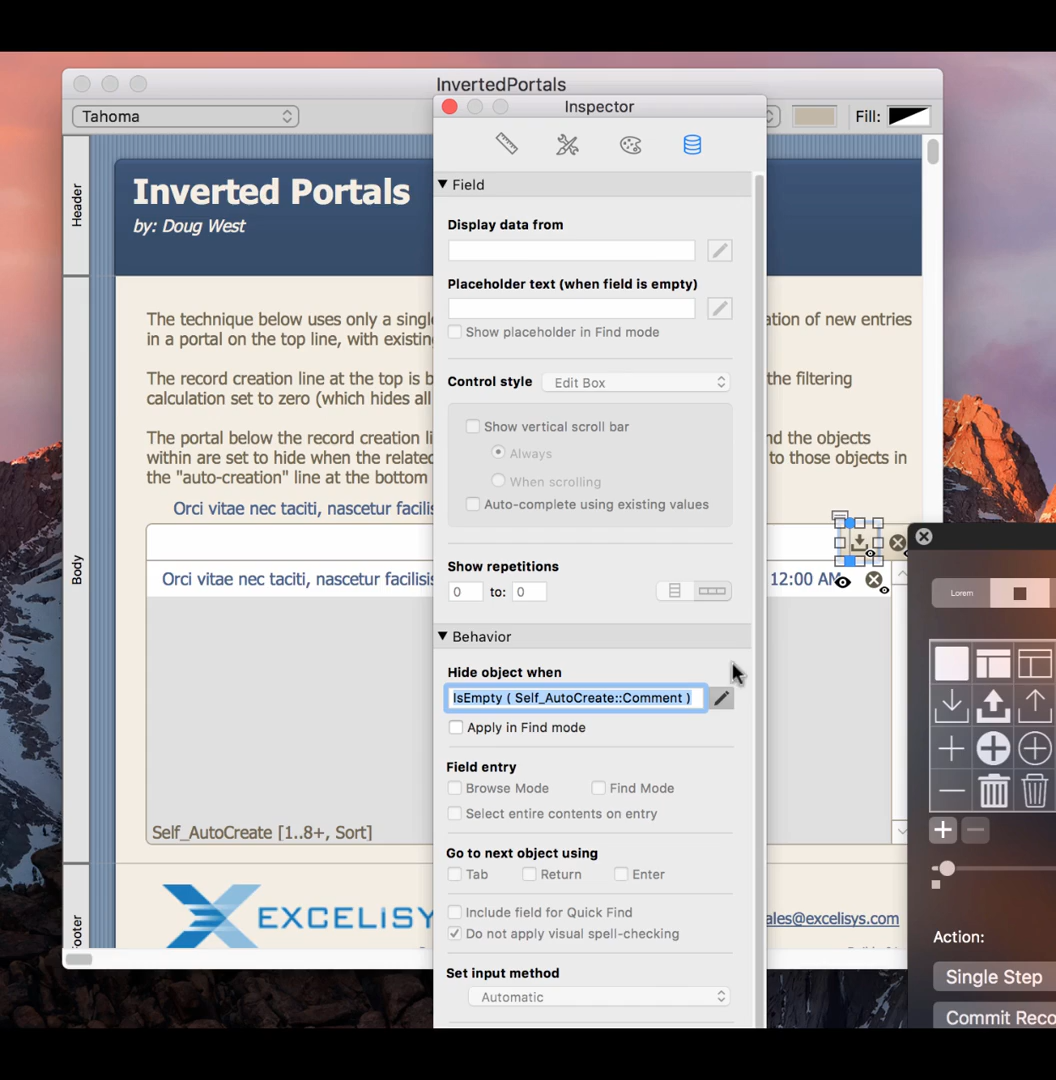 InvertedPortals
Tahoma
Inspector
Fill:
Header
Inverted Portals
by: Doug West
Field
Display data from
Placeholder text (when field is empty)
Show placeholder in Find mode
The technique below uses only a single
ation of new entries
in a portal on the top line, with existin
The record creation line at the top is b
the filtering
calculation set to zero (which hides all
The portal below the record creation li
nd the objects
within are set to hide when the related
to those objects in
the "auto-creation" line at the bottom
Control style
Edit Box
Show vertical scroll bar
Always
When scrolling
Auto-complete using existing values
Body
Orci vitae nec taciti, nascetur facilis
Orci vitae nec taciti, nascetur facilisis
12:00 AM
Self_AutoCreate [1..8+, Sort]
Show repetitions
0 to: 0
Behavior
Hide object when
IsEmpty ( Self_AutoCreate::Comment )
Apply in Find mode
Field entry
Browse Mode
Find Mode
Select entire contents on entry
Go to next object using
Tab
Return
Enter
Include field for Quick Find
Do not apply visual spell-checking
Set input method
Automatic
Footer
EXCELISYS
ales@excelisys.com
Lorem
Action:
Single Step
Commit Reco